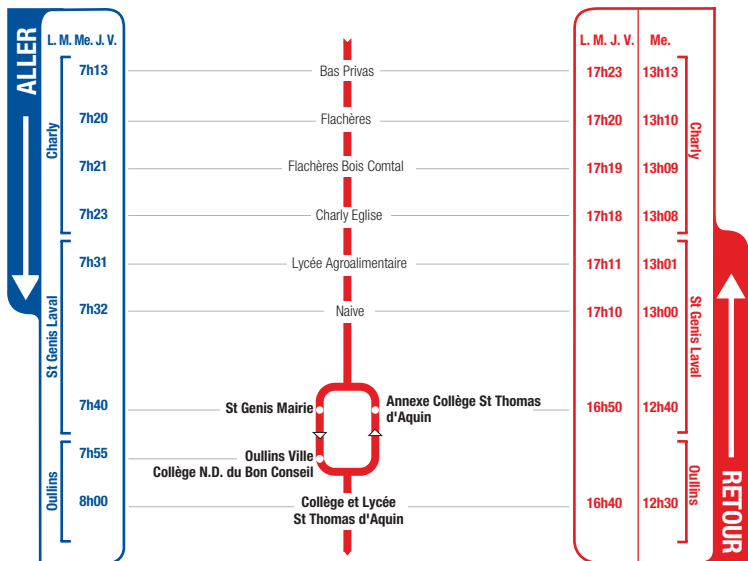 ALLER
L. M. Me. J. V.
L. M. J. V. Me.
7h13 Bas Privas 17h23 13h13
7h20 Flachères 17h20 13h10
Charly
Charly
7h21 Flachères Bois Comtal 17h19 13h09
7h23 Charly Eglise 17h18 13h08
7h31 Lycée Agroalimentaire 17h11 13h01
7h32 Naive 17h10 13h00
St Genis Laval
St Genis Laval
7h40 St Genis Mairie Annexe Collège St Thomas 16h50 12h40
d'Aquin
7h55 Oullins Ville
Collège N.D. du Bon Conseil
Oullins
Oullins
8h00 Collège et Lycée 16h40 12h30
St Thomas d'Aquin
RETOUR